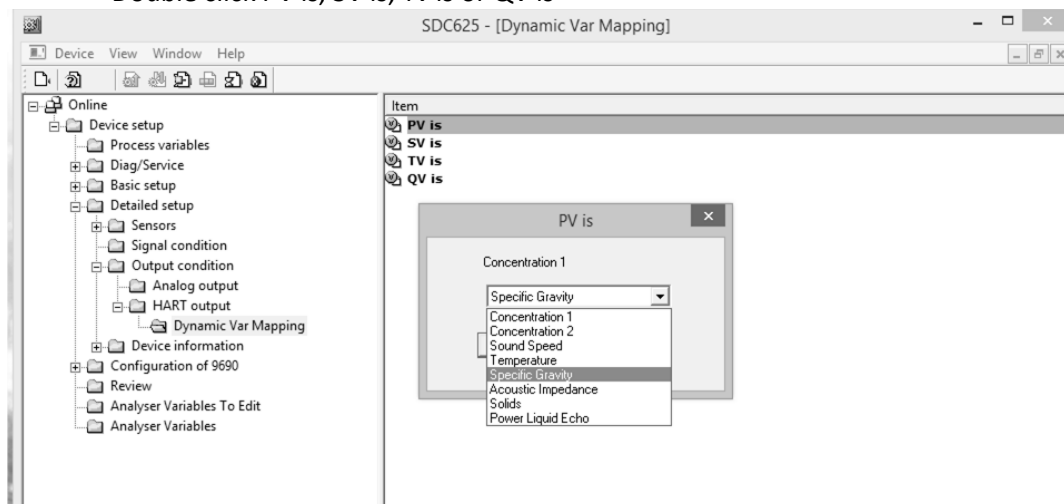 Double click PV is, SV is, TV is or QV is
SDC625 - [Dynamic Var Mapping]
Device View Window Help
Online
Device setup
Process variables
Diag/Service
Basic setup
Detailed setup
Sensors
Signal condition
Output condition
Analog output
HART output
Dynamic Var Mapping
Device information
Configuration of 9690
Review
Analyser Variables To Edit
Analyser Variables
Item
PV is
SV is
TV is
QV is
PV is
Concentration 1
Specific Gravity
Concentration 1
Concentration 2
Sound Speed
Temperature
Specific Gravity
Acoustic Impedance
Solids
Power Liquid Echo